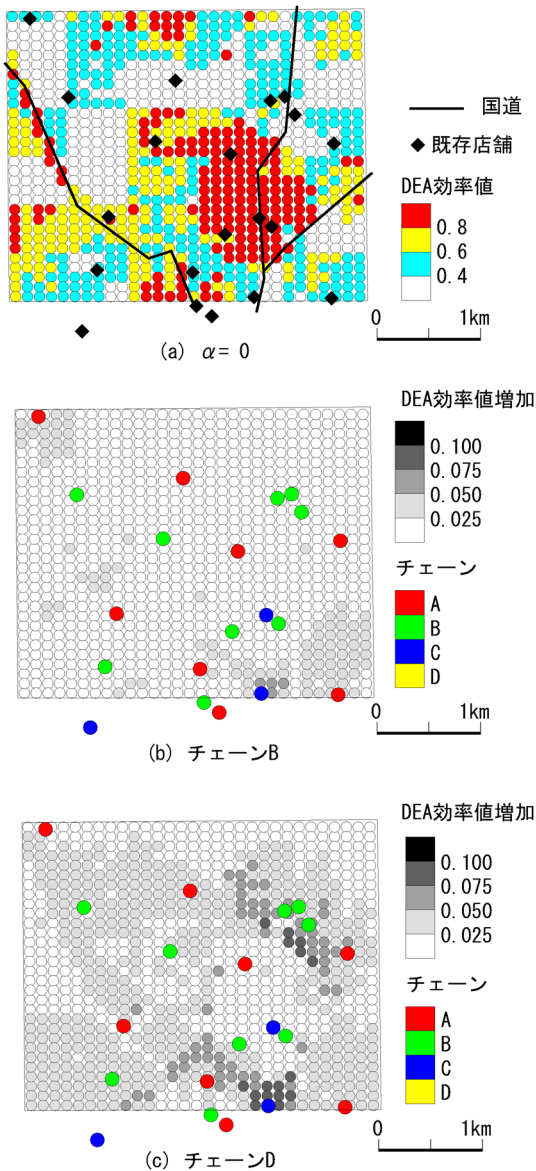 国道
既存店舗
DEA効率値
0.8
0.6
0.4
0 1km
(a) α= 0
DEA効率値増加
0.100
0.075
0.050
0.025
チェーン
A
B
C
D
0 1km
(b) チェーンB
DEA効率値増加
0.100
0.075
0.050
0.025
チェーン
A
B
C
D
0 1km
(c) チェーンD